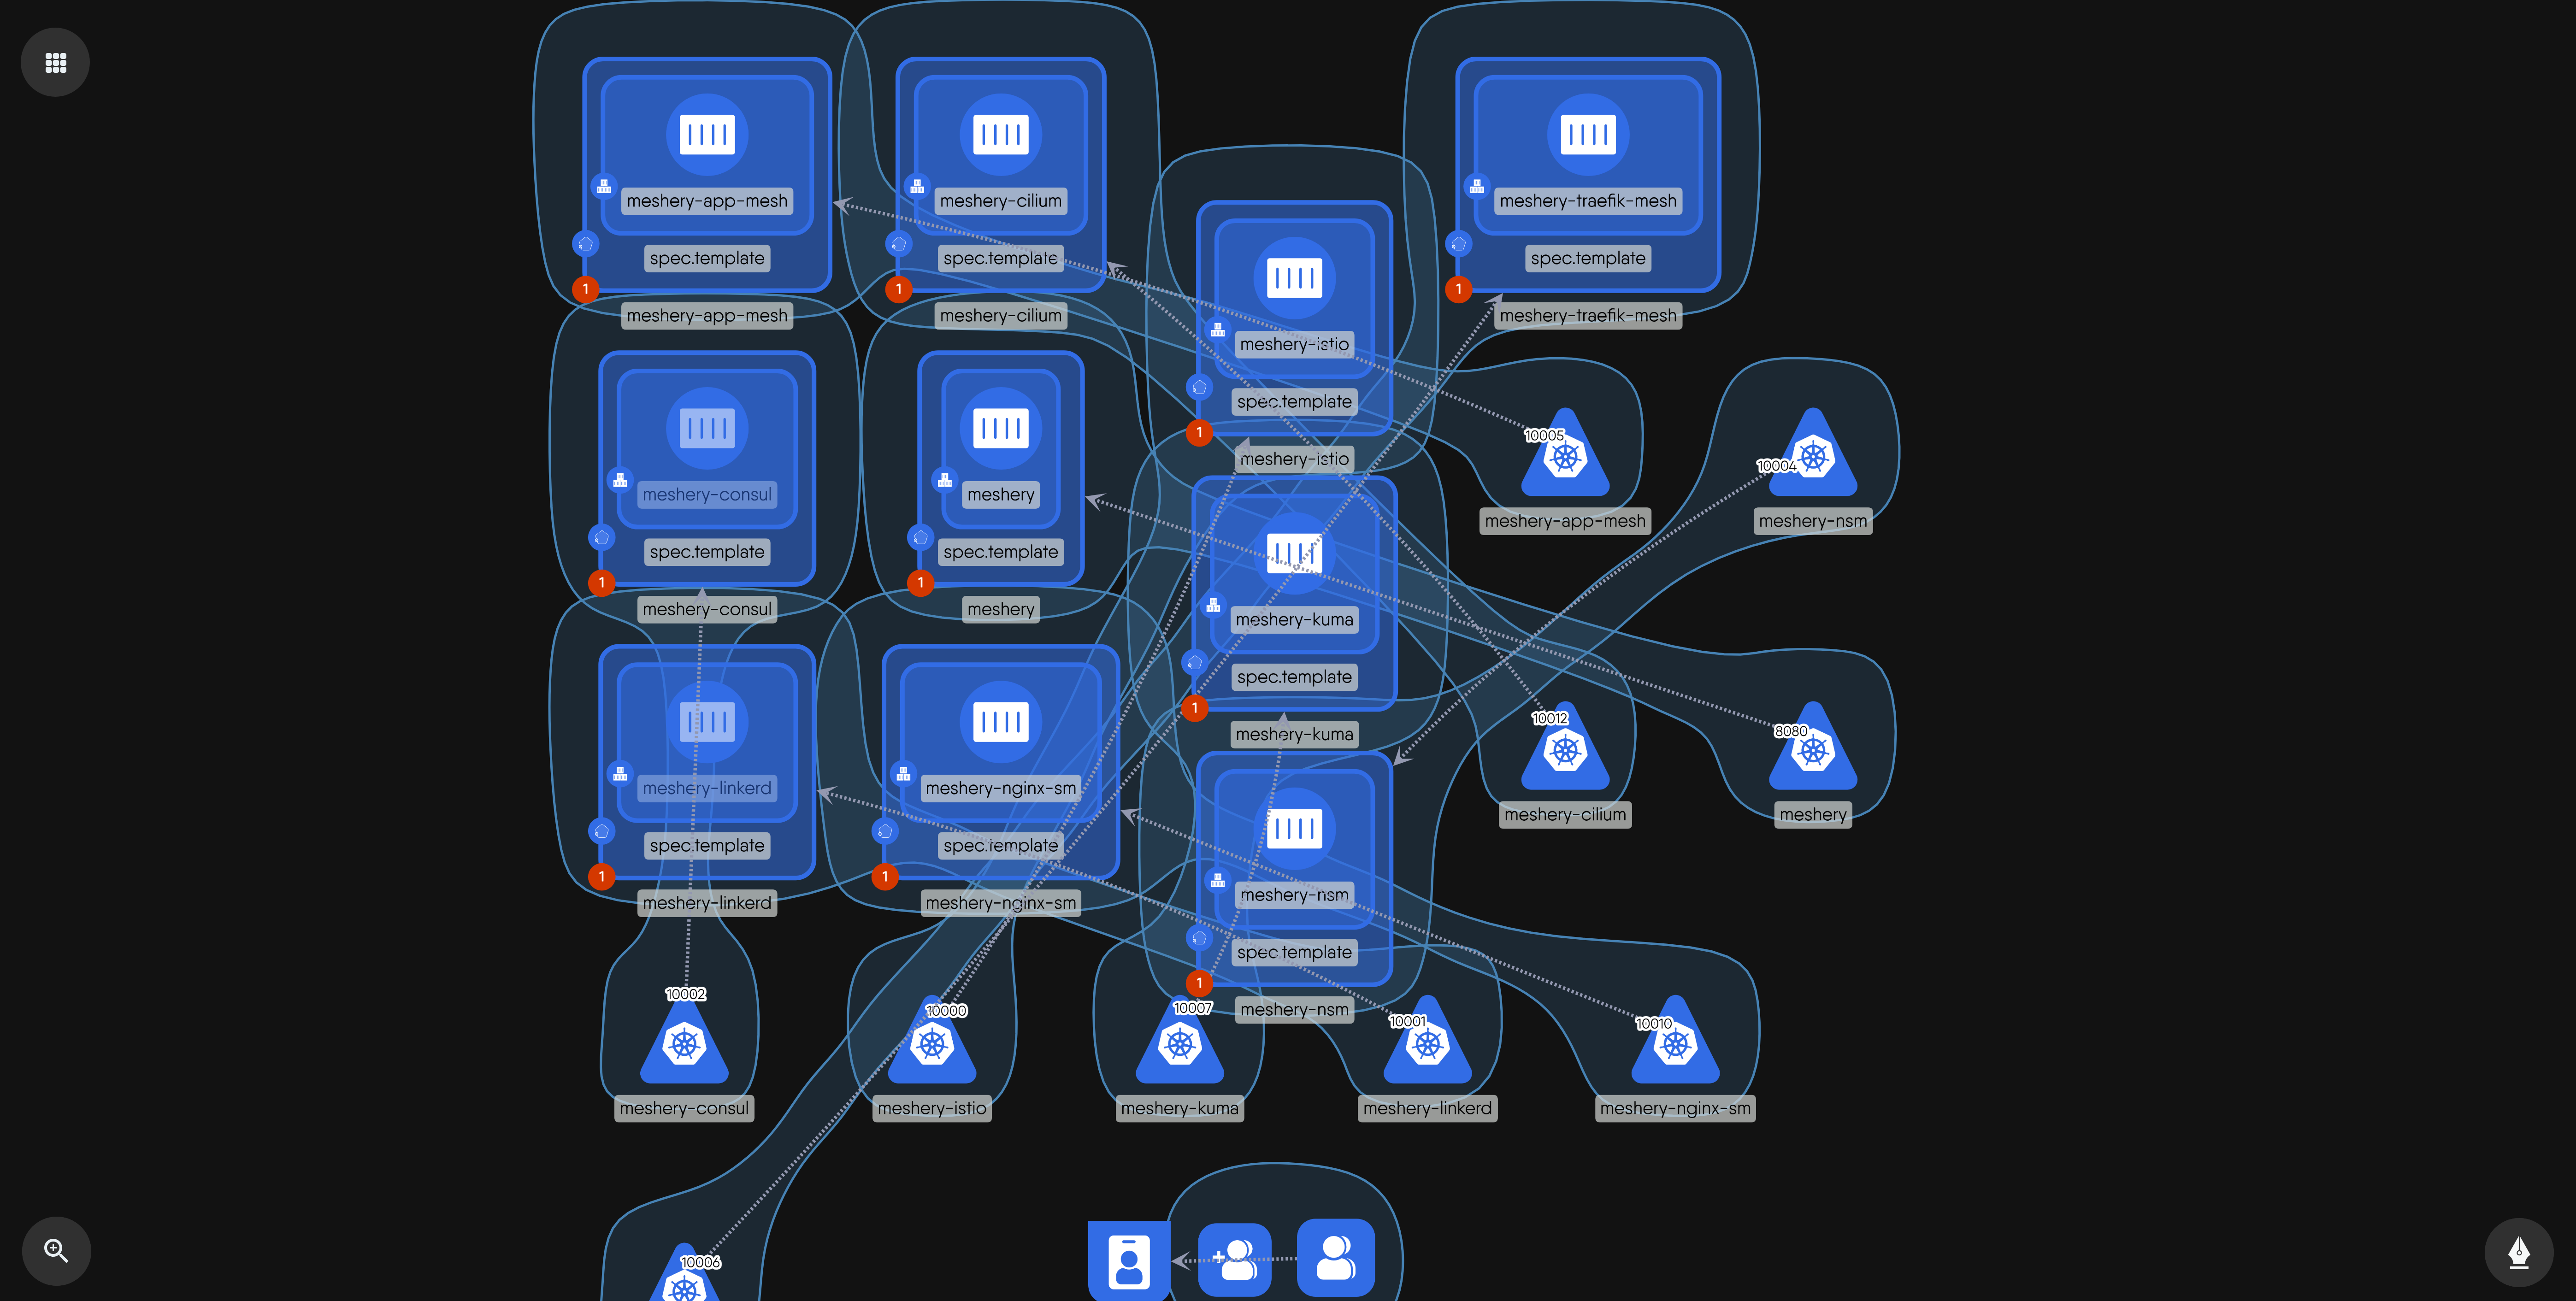 meshery-app-mesh
spec.template
1
meshery-app-mesh
meshery-cilium
spec.template
1
meshery-cilium
meshery-istio
spec.template
1
meshery-istio
meshery-traefik-mesh
spec.template
1
meshery-traefik-mesh
meshery-consul
spec.template
1
meshery-consul
meshery
spec.template
1
meshery
meshery-kuma
spec.template
1
meshery-kuma
10005
meshery-app-mesh
10004
meshery-nsm
meshery-linkerd
spec.template
1
meshery-linkerd
meshery-nginx-sm
spec.template
1
meshery-nginx-sm
meshery-nsm
spec.template
1
meshery-nsm
10012
meshery-cilium
8080
meshery
10002
meshery-consul
10000
meshery-istio
10007
meshery-kuma
10001
meshery-linkerd
10010
meshery-nginx-sm
10006